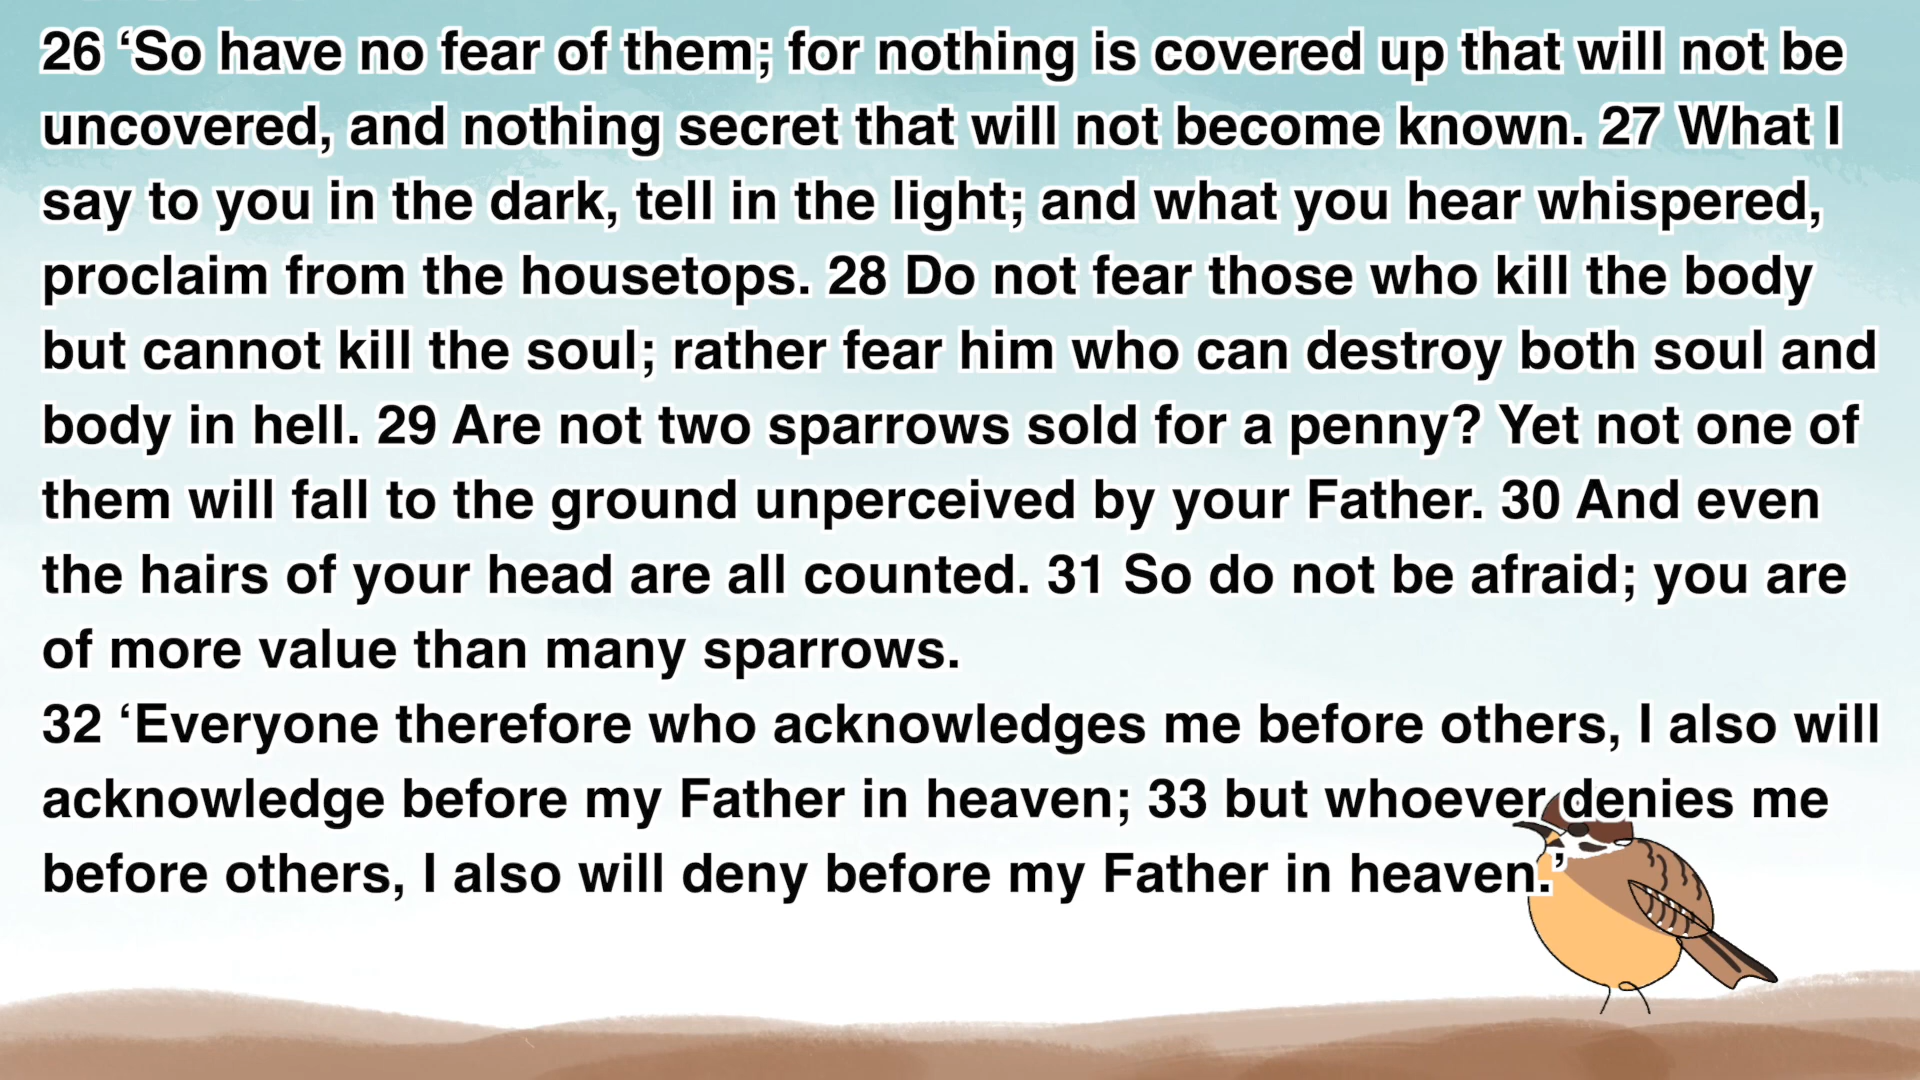 26 ‘So have no fear of them; for nothing is covered up that will not be
uncovered, and nothing secret that will not become known. 27 What I
say to you in the dark, tell in the light; and what you hear whispered,
proclaim from the housetops. 28 Do not fear those who kill the body
but cannot kill the soul; rather fear him who can destroy both soul and
body in hell. 29 Are not two sparrows sold for a penny? Yet not one of
them will fall to the ground unperceived by your Father. 30 And even
the hairs of your head are all counted. 31 So do not be afraid; you are
of more value than many sparrows.
32 ‘Everyone therefore who acknowledges me before others, I also will
acknowledge before my Father in heaven; 33 but whoever denies me
before others, I also will deny before my Father in heaven.’